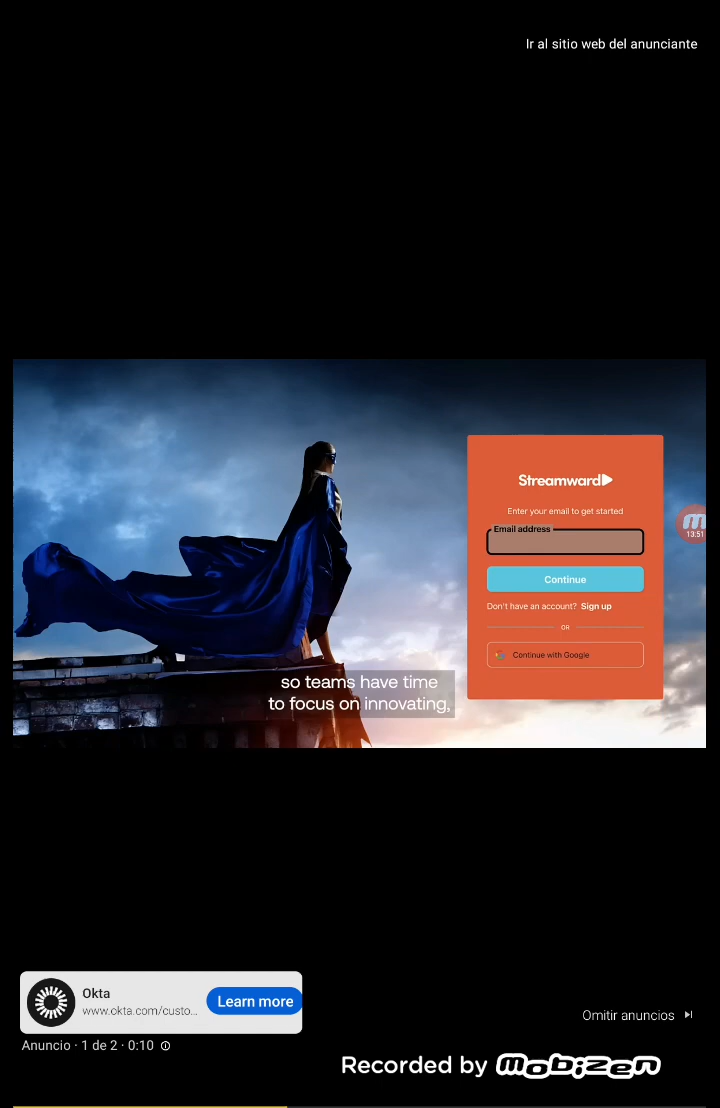 Ir al sitio web del anunciante
Streamward
Enter your email to get started
Email address
13:51
Continue
Don't have an account? Sign up
OR
Continue with Google
so teams have time
to focus on innovating,
Okta
www.okta.com/custo...
Learn more
Omitir anuncios
Anuncio · 1 de 2 · 0:10
Recorded by mobizen